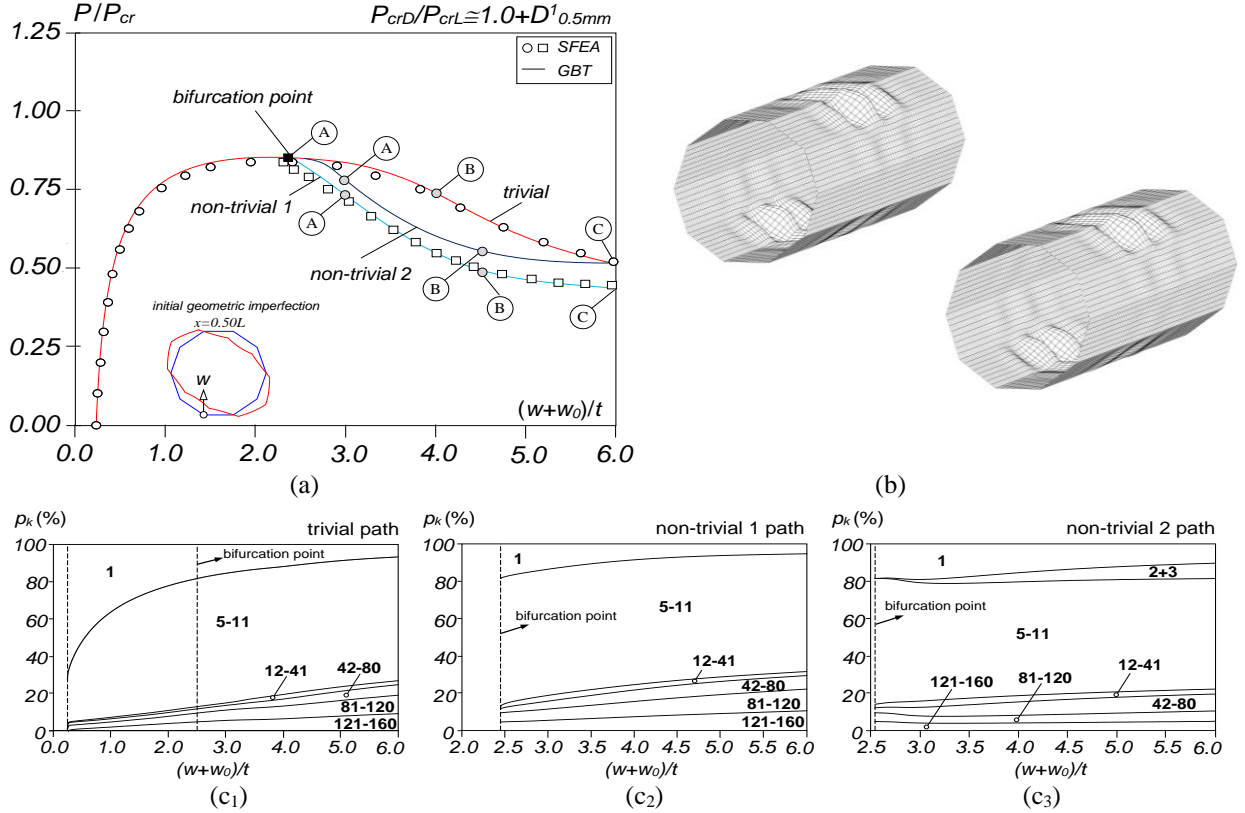 P/P_cr
P_crD/P_crL≅1.0+D¹_0.5mm
1.25
1.00
0.75
0.50
0.25
0.00
SFEA
GBT
bifurcation point
A
A
A
B
B
B
C
C
trivial
non-trivial 1
non-trivial 2
initial geometric imperfection
x=0.50L
w
(w+w₀)/t
0.0 1.0 2.0 3.0 4.0 5.0 6.0
(a)
(b)
p_k (%)
trivial path
100
80
60
40
20
0
bifurcation point
1
5-11
12-41
42-80
81-120
121-160
0.0 1.0 2.0 3.0 4.0 5.0 6.0
(w+w₀)/t
(c₁)
p_k (%)
non-trivial 1 path
100
80
60
40
20
0
1
bifurcation point
5-11
12-41
42-80
81-120
121-160
2.0 2.5 3.0 3.5 4.0 4.5 5.0 5.5 6.0
(w+w₀)/t
(c₂)
p_k (%)
non-trivial 2 path
100
80
60
40
20
0
1
2+3
bifurcation point
5-11
12-41
81-120
121-160
42-80
2.5 3.0 3.5 4.0 4.5 5.0 5.5 6.0
(w+w₀)/t
(c₃)